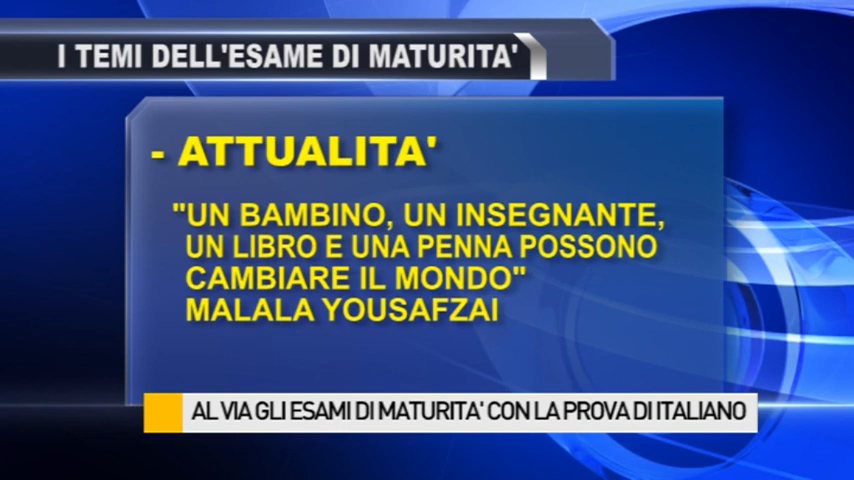 I TEMI DELL'ESAME DI MATURITA'
- ATTUALITA'
"UN BAMBINO, UN INSEGNANTE,
UN LIBRO E UNA PENNA POSSONO
CAMBIARE IL MONDO"
MALALA YOUSAFZAI
AL VIA GLI ESAMI DI MATURITA' CON LA PROVA DI ITALIANO